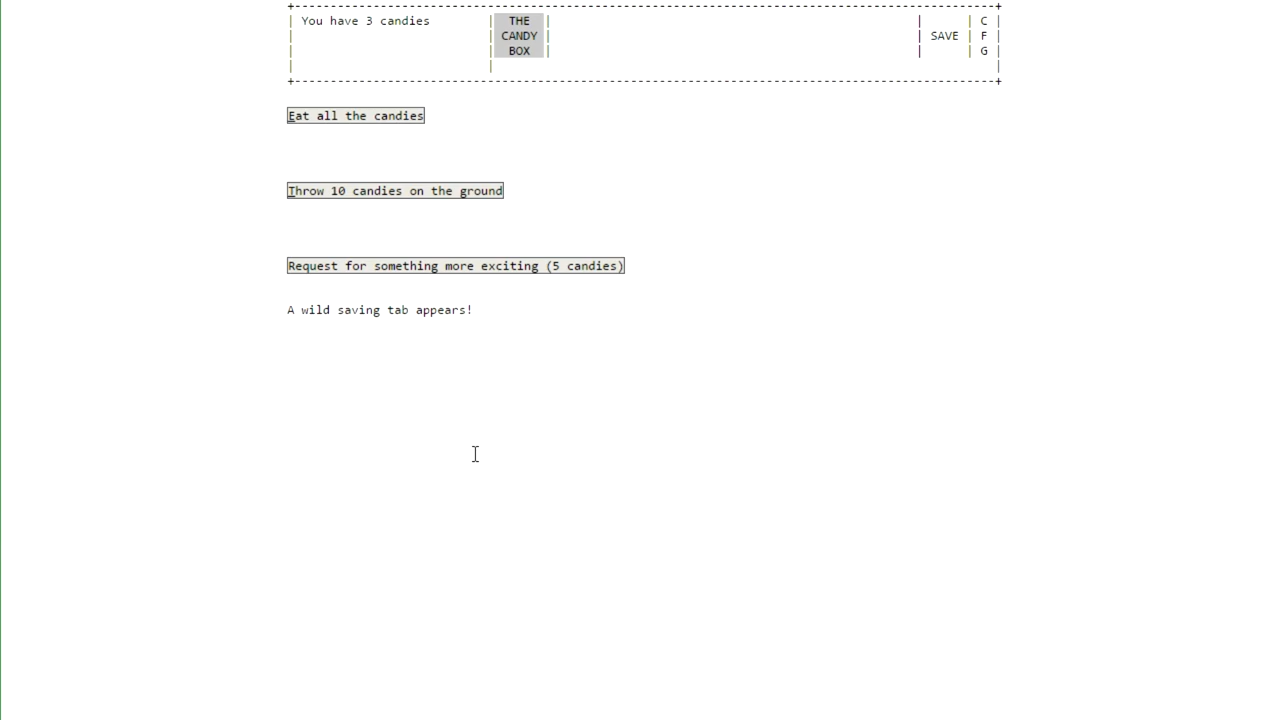 You have 3 candies THE C
CANDY SAVE F
BOX G
Eat all the candies
Throw 10 candies on the ground
Request for something more exciting (5 candies)
A wild saving tab appears!